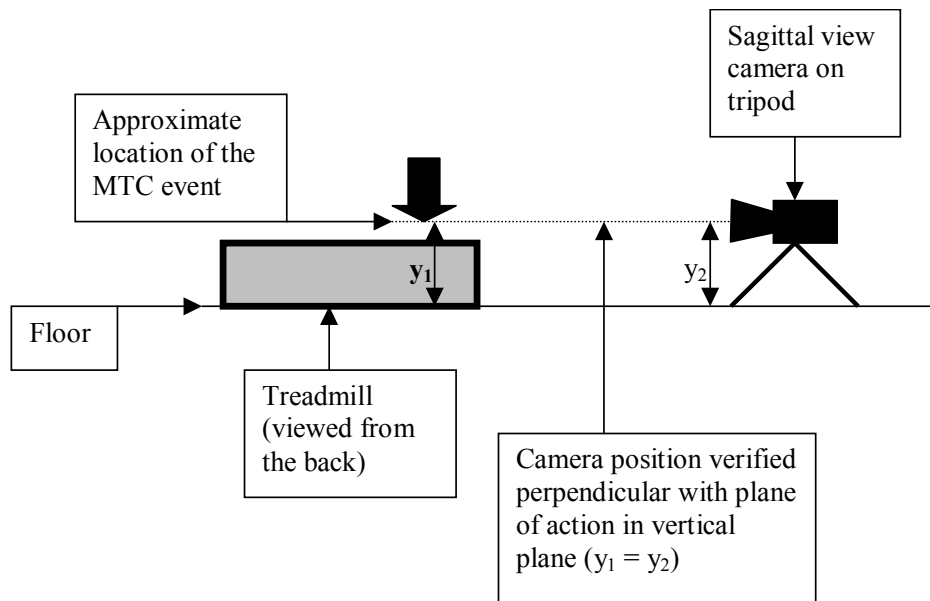 Sagittal view
camera on
tripod
Approximate
location of the
MTC event
y₁
y₂
Floor
Treadmill
(viewed from
the back)
Camera position verified
perpendicular with plane
of action in vertical
plane (y₁ = y₂)